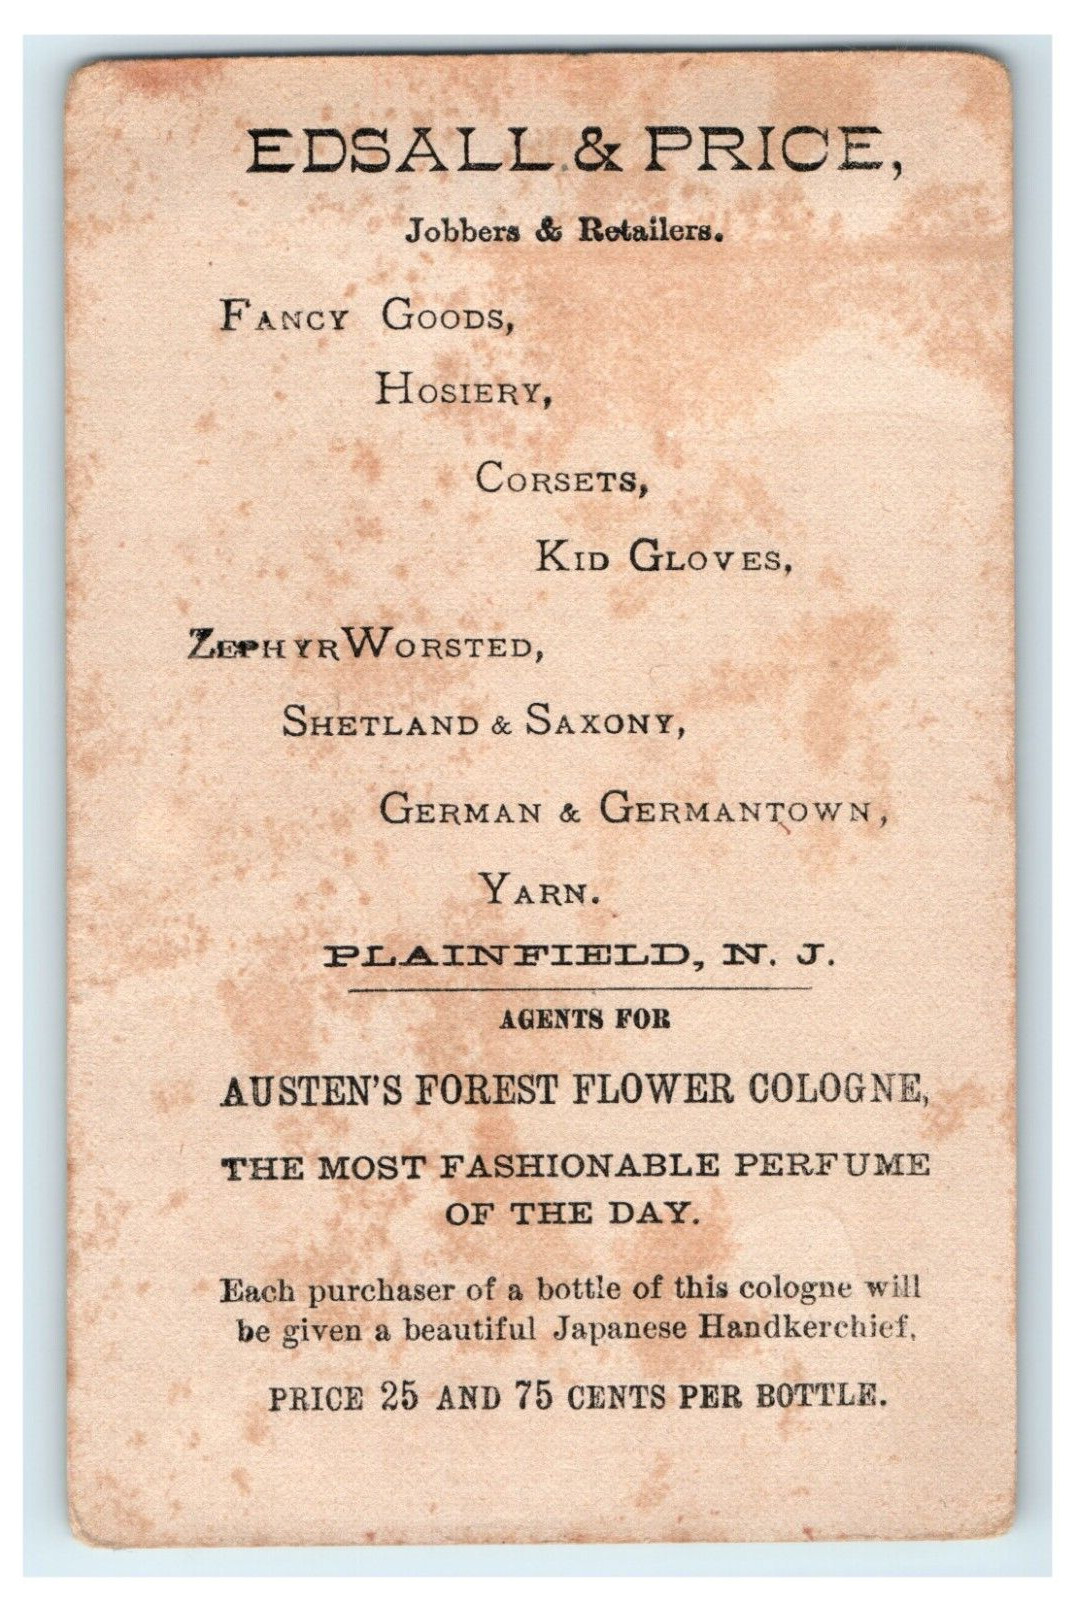 EDSALL & PRICE,
Jobbers & Retailers.
FANCY GOODS,
HOSIERY,
CORSETS,
KID GLOVES,
ZEPHYR WORSTED,
SHETLAND & SAXONY,
GERMAN & GERMANTOWN,
YARN.
PLAINFIELD, N. J.
AGENTS FOR
AUSTEN'S FOREST FLOWER COLOGNE,
THE MOST FASHIONABLE PERFUME
OF THE DAY.
Each purchaser of a bottle of this cologne will
be given a beautiful Japanese Handkerchief.
PRICE 25 AND 75 CENTS PER BOTTLE.